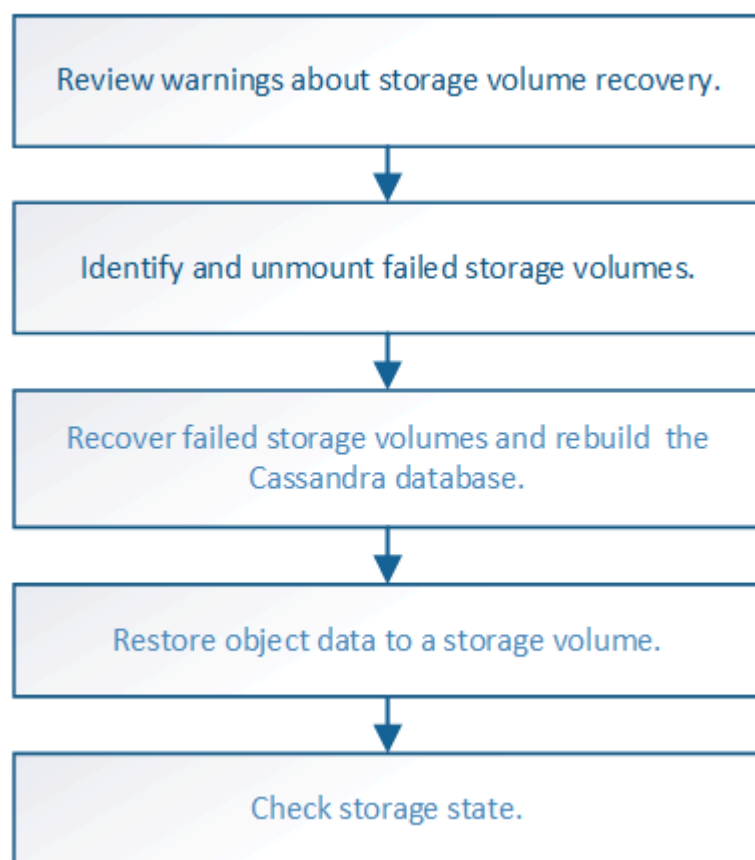 Review warnings about storage volume recovery.
Identify and unmount failed storage volumes.
Recover failed storage volumes and rebuild the
Cassandra database.
Restore object data to a storage volume.
Check storage state.